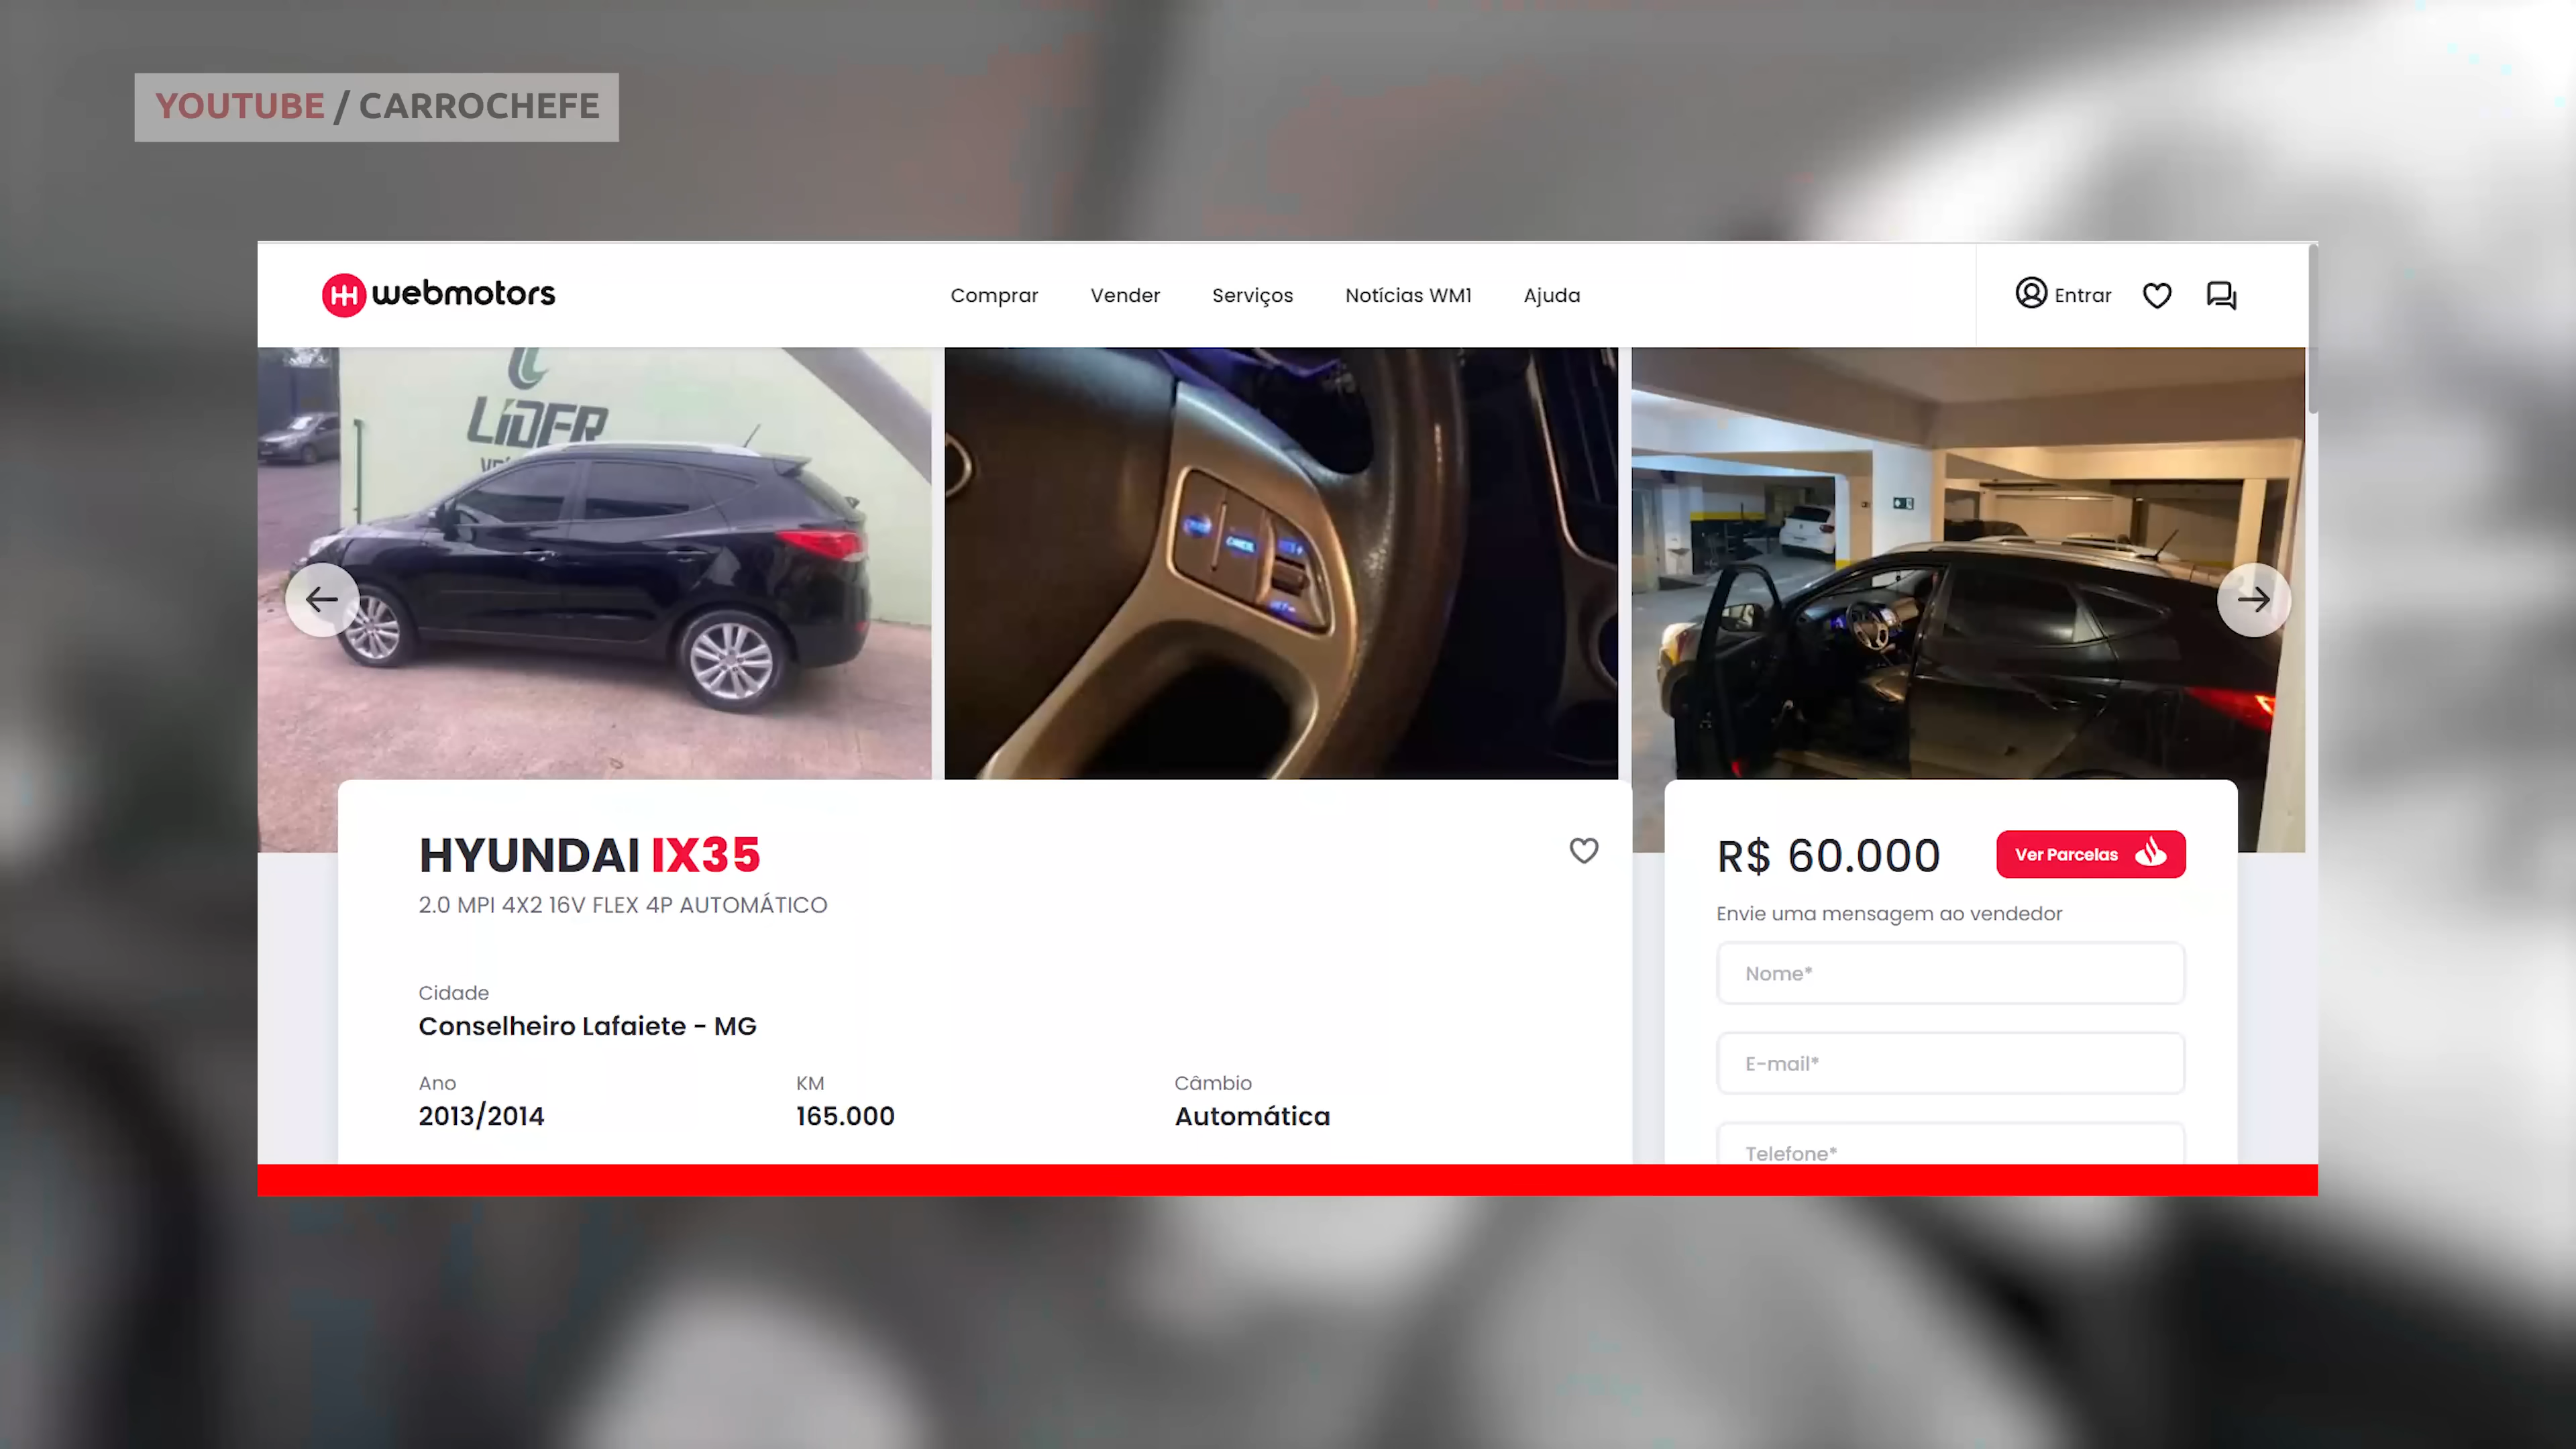 YOUTUBE / CARROCHEFE
webmotors
Comprar
Vender
Serviços
Notícias WM1
Ajuda
Entrar
LÍDER
CANCEL
HYUNDAI IX35
2.0 MPI 4X2 16V FLEX 4P AUTOMÁTICO
Cidade
Conselheiro Lafaiete - MG
Ano
2013/2014
KM
165.000
Câmbio
Automática
R$ 60.000
Ver Parcelas
Envie uma mensagem ao vendedor
Nome*
E-mail*
Telefone*